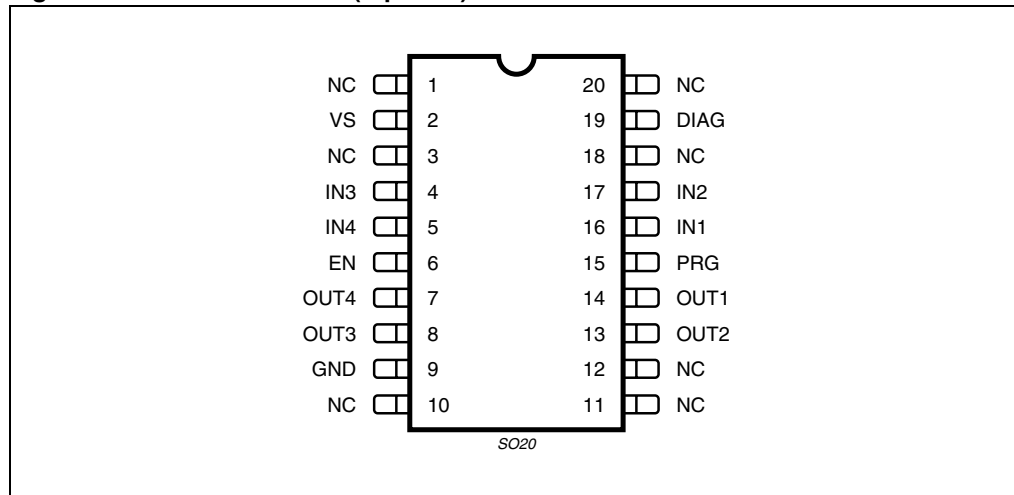 NC 1 20 NC
VS 2 19 DIAG
NC 3 18 NC
IN3 4 17 IN2
IN4 5 16 IN1
EN 6 15 PRG
OUT4 7 14 OUT1
OUT3 8 13 OUT2
GND 9 12 NC
NC 10 11 NC
SO20